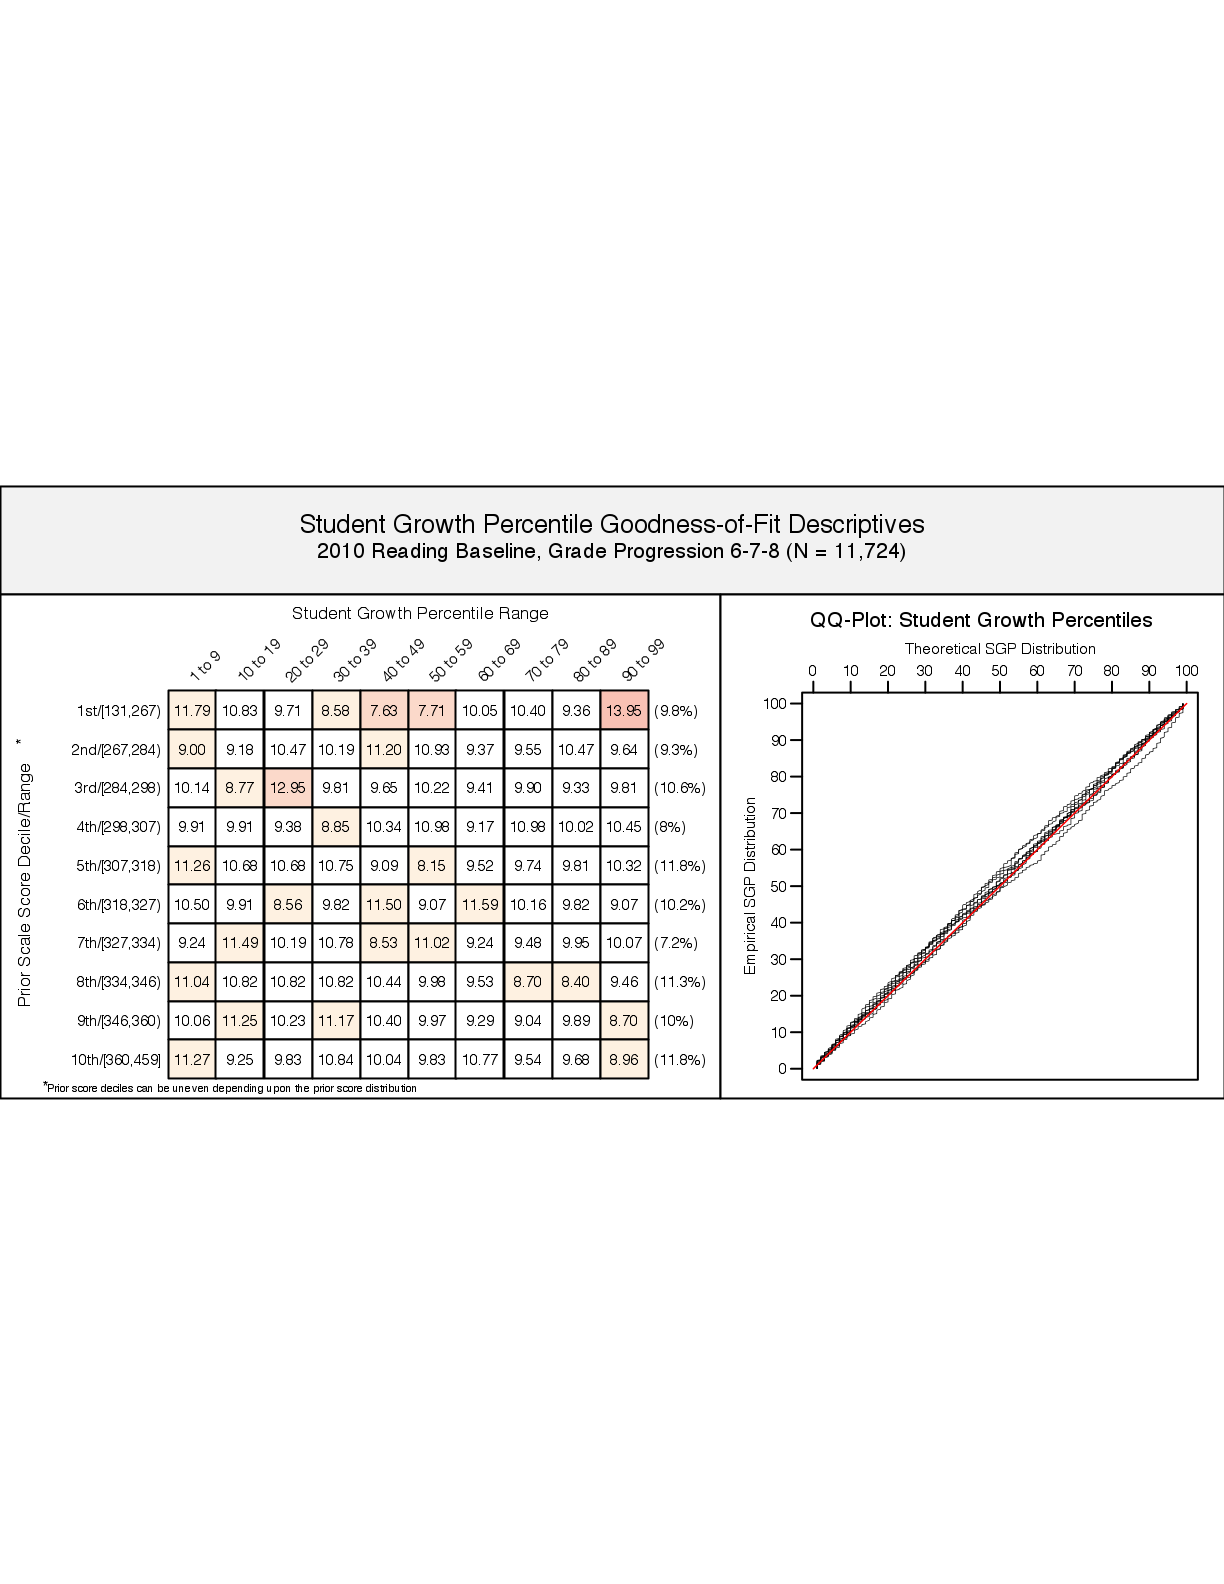 Student Growth Percentile Goodness-of-Fit Descriptives
2010 Reading Baseline, Grade Progression 6-7-8 (N = 11,724)
Student Growth Percentile Range
1 to 9 10 to 19 20 to 29 30 to 39 40 to 49 50 to 59 60 to 69 70 to 79 80 to 89 90 to 99
Prior Scale Score Decile/Range *
1st/[131,267) 11.79 10.83 9.71 8.58 7.63 7.71 10.05 10.40 9.36 13.95 (9.8%)
2nd/[267,284) 9.00 9.18 10.47 10.19 11.20 10.93 9.37 9.55 10.47 9.64 (9.3%)
3rd/[284,298) 10.14 8.77 12.95 9.81 9.65 10.22 9.41 9.90 9.33 9.81 (10.6%)
4th/[298,307) 9.91 9.91 9.38 8.85 10.34 10.98 9.17 10.98 10.02 10.45 (8%)
5th/[307,318) 11.26 10.68 10.68 10.75 9.09 8.15 9.52 9.74 9.81 10.32 (11.8%)
6th/[318,327) 10.50 9.91 8.56 9.82 11.50 9.07 11.59 10.16 9.82 9.07 (10.2%)
7th/[327,334) 9.24 11.49 10.19 10.78 8.53 11.02 9.24 9.48 9.95 10.07 (7.2%)
8th/[334,346) 11.04 10.82 10.82 10.82 10.44 9.98 9.53 8.70 8.40 9.46 (11.3%)
9th/[346,360) 10.06 11.25 10.23 11.17 10.40 9.97 9.29 9.04 9.89 8.70 (10%)
10th/[360,459] 11.27 9.25 9.83 10.84 10.04 9.83 10.77 9.54 9.68 8.96 (11.8%)
*Prior score deciles can be uneven depending upon the prior score distribution
QQ-Plot: Student Growth Percentiles
Theoretical SGP Distribution
0 10 20 30 40 50 60 70 80 90 100
Empirical SGP Distribution
100
90
80
70
60
50
40
30
20
10
0